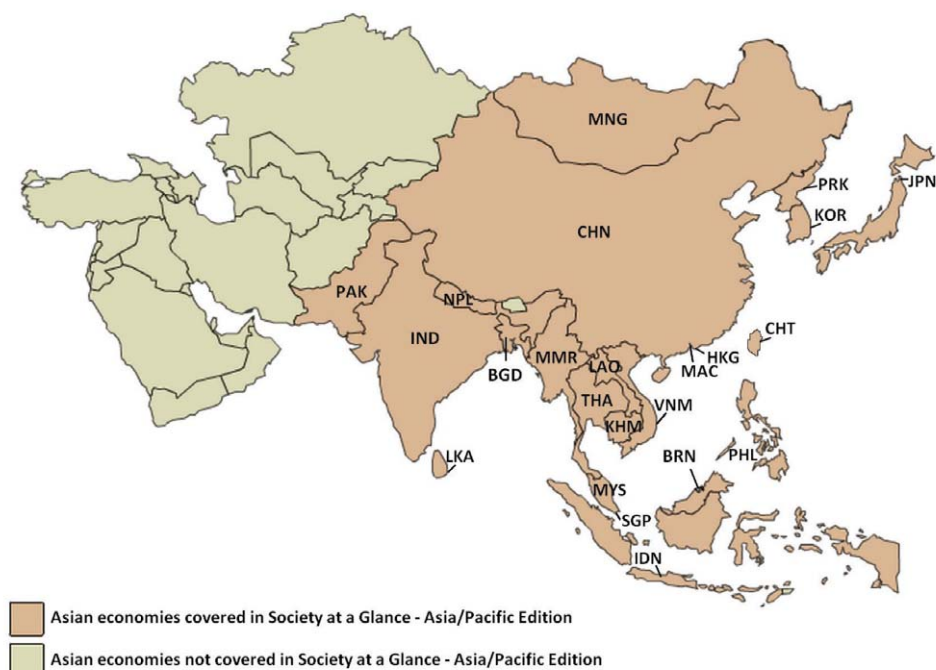 MNG
PRK
JPN
KOR
CHN
PAK
NPL
IND
CHT
HKG
MAC
BGD
MMR
LAO
THA
VNM
KHM
LKA
BRN
PHL
MYS
SGP
IDN
Asian economies covered in Society at a Glance - Asia/Pacific Edition
Asian economies not covered in Society at a Glance - Asia/Pacific Edition